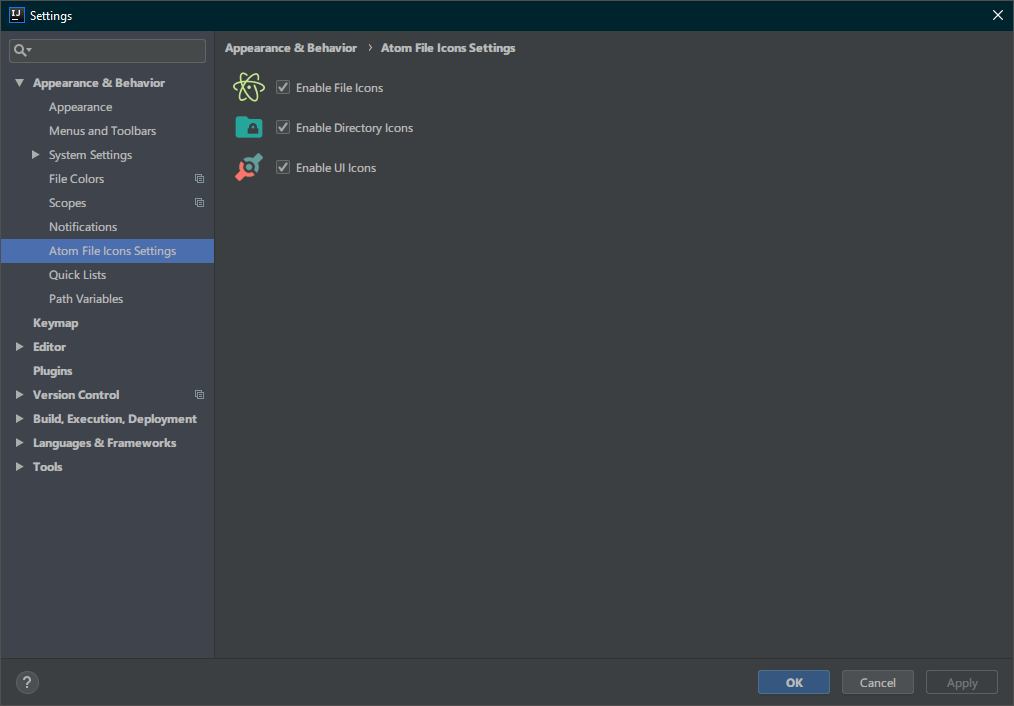 IJ Settings
Appearance & Behavior
Appearance
Menus and Toolbars
System Settings
File Colors
Scopes
Notifications
Atom File Icons Settings
Quick Lists
Path Variables
Keymap
Editor
Plugins
Version Control
Build, Execution, Deployment
Languages & Frameworks
Tools
Appearance & Behavior › Atom File Icons Settings
Enable File Icons
Enable Directory Icons
Enable UI Icons
?
OK Cancel Apply